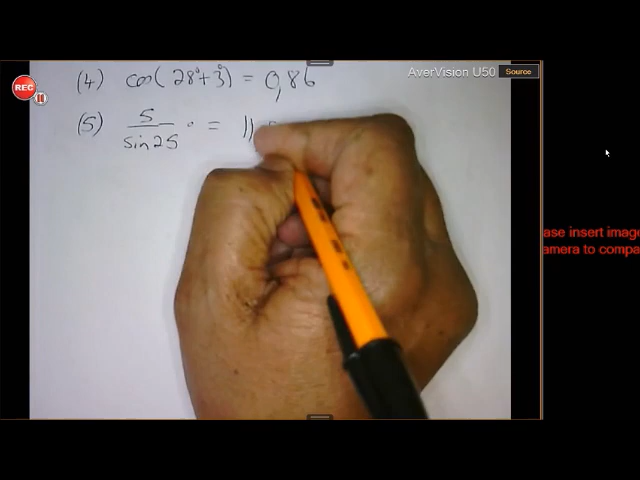 (4) cos(28°+3°) = 0,86
AverVision U50
Source
REC
(5) 5/sin25° = 11,
ase insert image
amera to compa